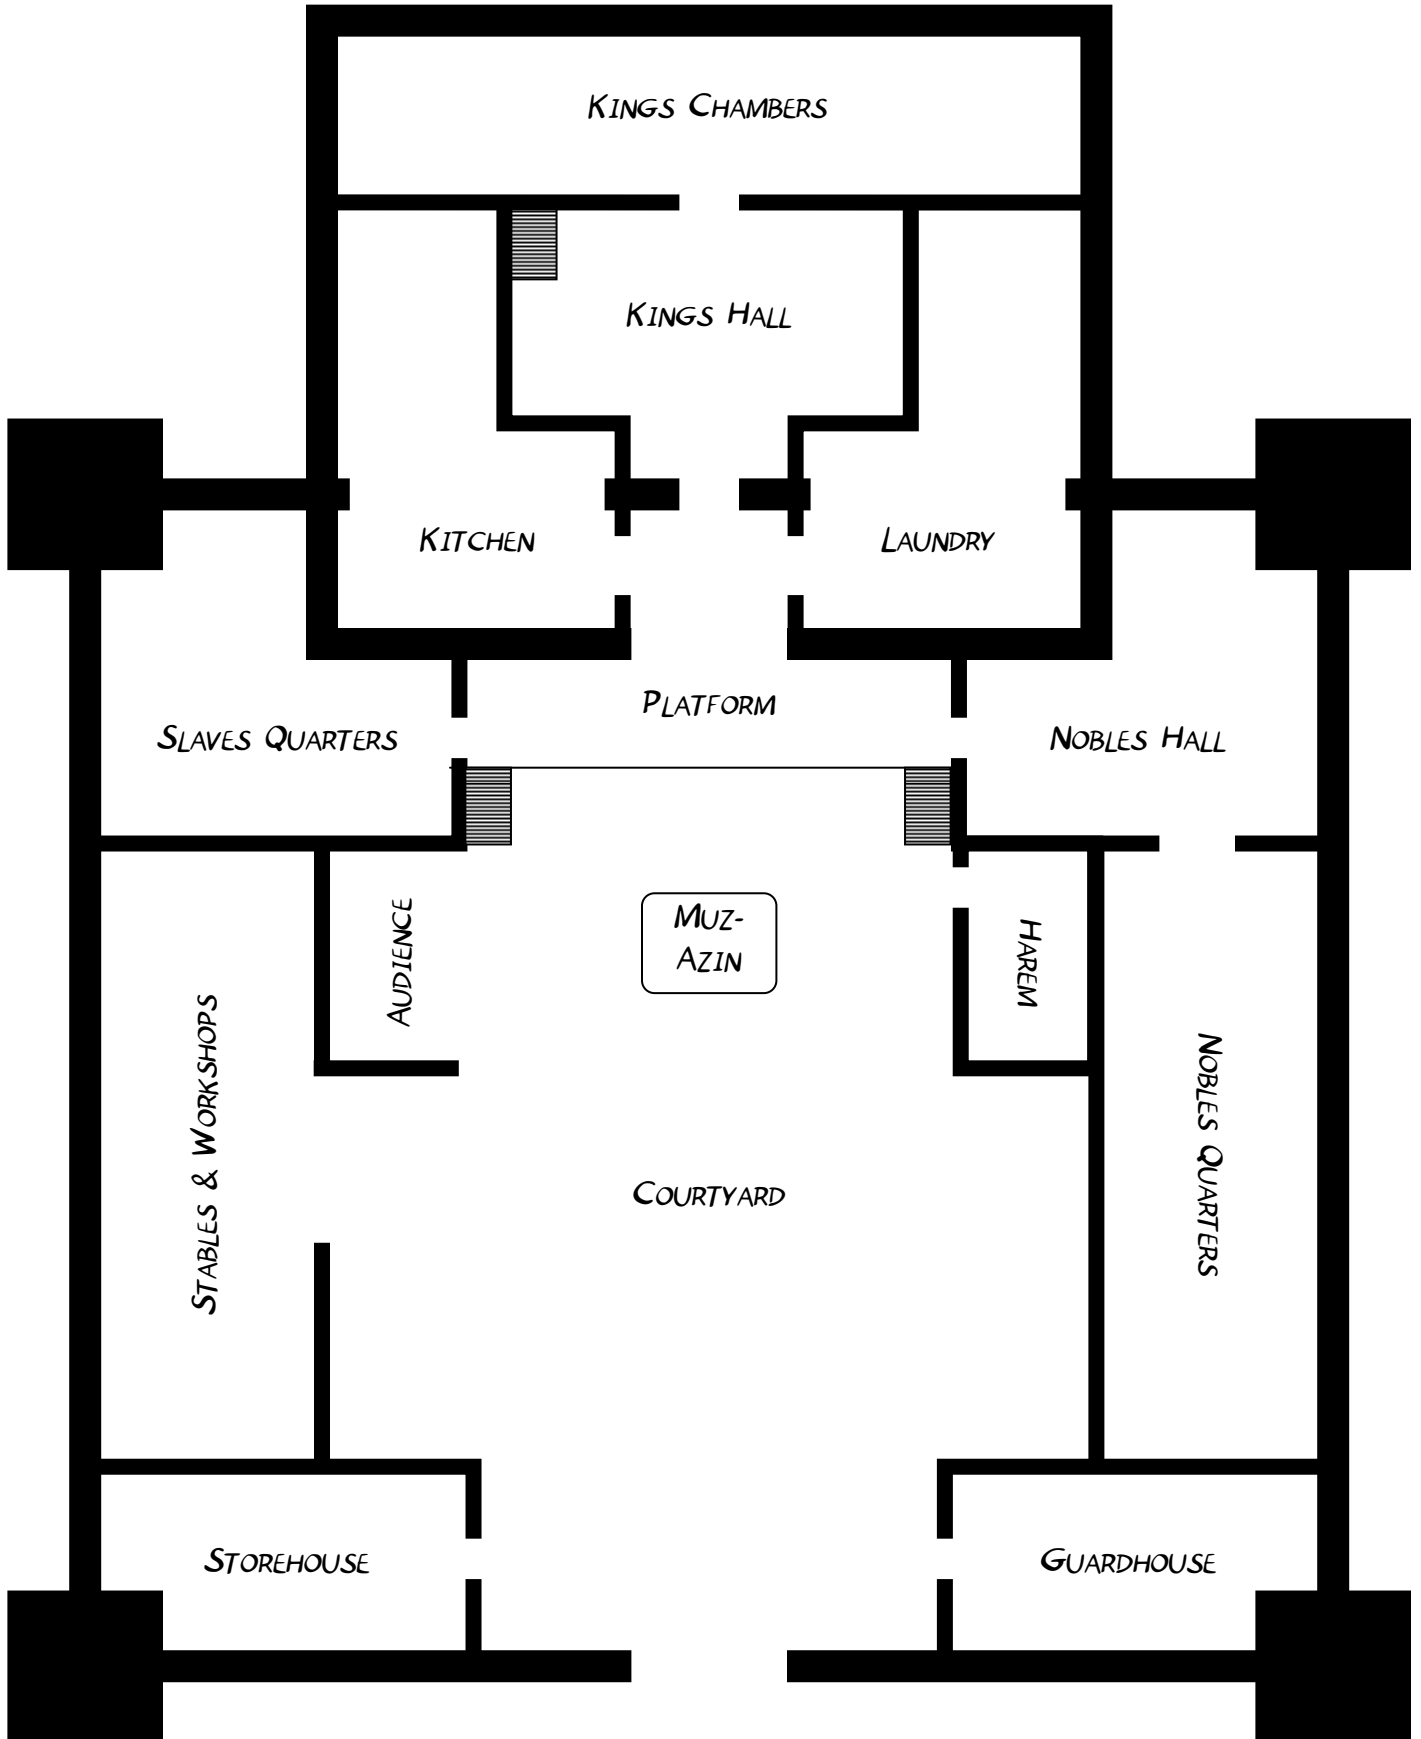 Kings Chambers
Kings Hall
Kitchen
Laundry
Platform
Slaves Quarters
Nobles Hall
Audience
Muz-
Azin
Harem
Stables & Workshops
Courtyard
Nobles Quarters
Storehouse
Guardhouse